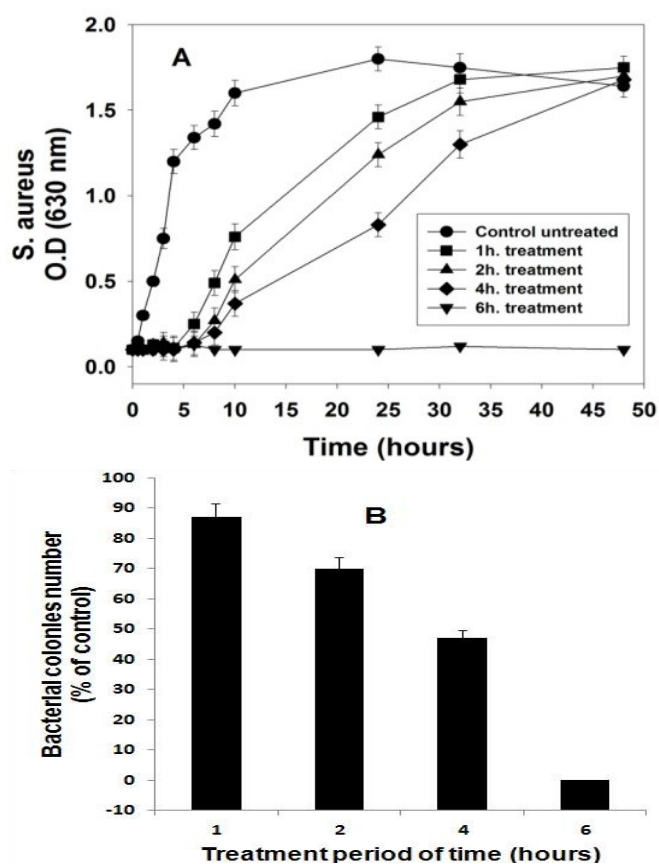 A
S. aureus
O.D (630 nm)
2.0
1.5
1.0
0.5
0.0
Control untreated
1h. treatment
2h. treatment
4h. treatment
6h. treatment
0 5 10 15 20 25 30 35 40 45 50
Time (hours)
B
Bacterial colonies number
(% of control)
100
90
80
70
60
50
40
30
20
10
0
-10
1 2 4 6
Treatment period of time (hours)